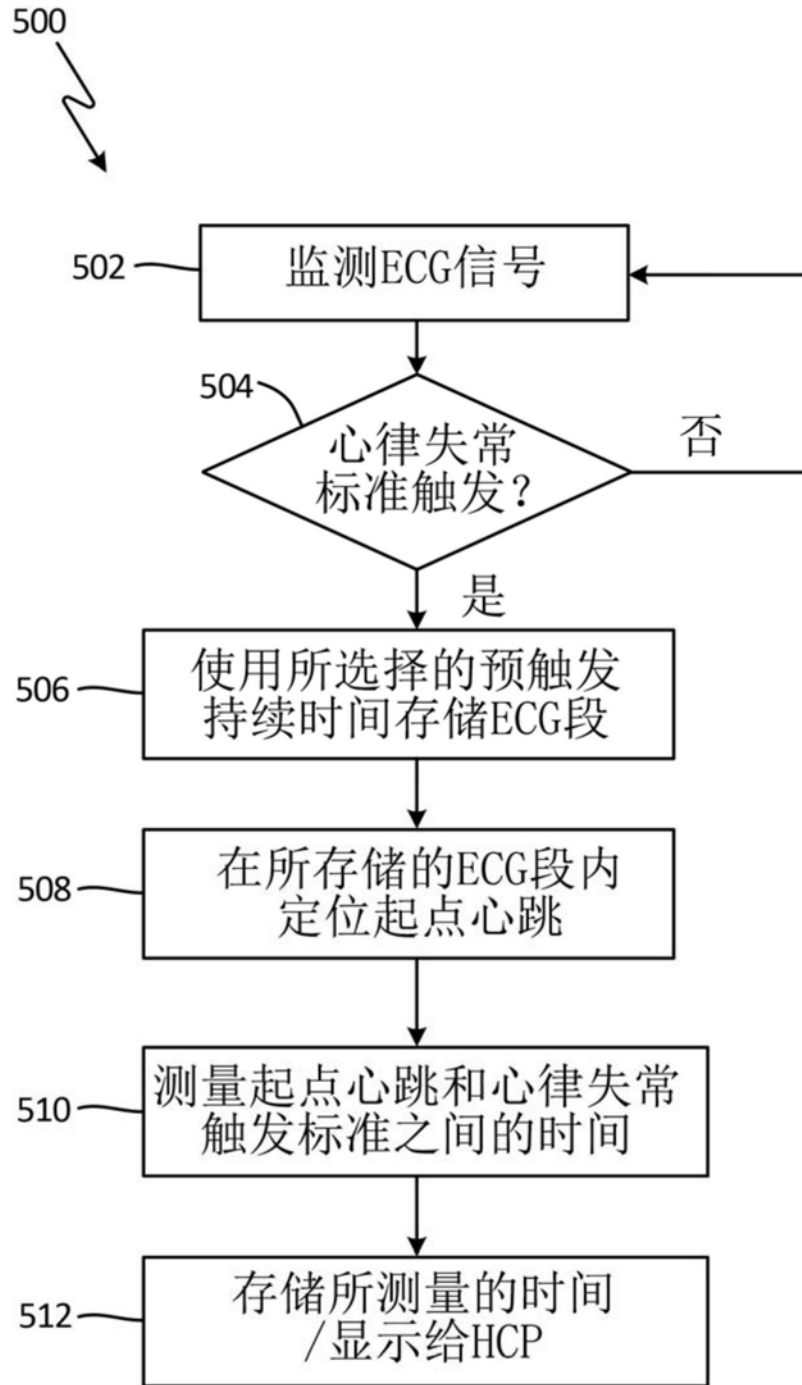 500
502
监测ECG信号
504
心律失常
标准触发?
否
是
506
使用所选择的预触发
持续时间存储ECG段
508
在所存储的ECG段内
定位起点心跳
510
测量起点心跳和心律失常
触发标准之间的时间
512
存储所测量的时间
/显示给HCP